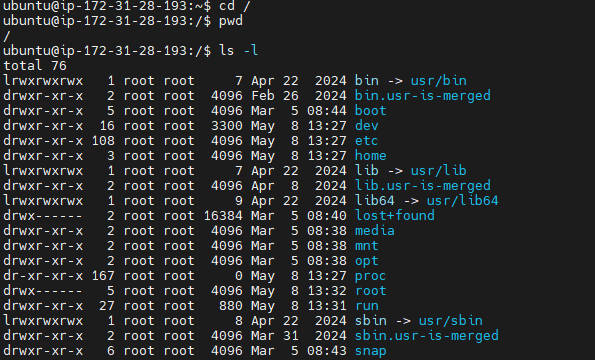 ubuntu@ip-172-31-28-193:~$ cd /
ubuntu@ip-172-31-28-193:/$ pwd
/
ubuntu@ip-172-31-28-193:/$ ls -l
total 76
lrwxrwxrwx   1 root root     7 Apr 22  2024 bin -> usr/bin
drwxr-xr-x   2 root root  4096 Feb 26  2024 bin.usr-is-merged
drwxr-xr-x   5 root root  4096 Mar  5 08:44 boot
drwxr-xr-x  16 root root  3300 May  8 13:27 dev
drwxr-xr-x 108 root root  4096 May  8 13:27 etc
drwxr-xr-x   3 root root  4096 May  8 13:27 home
lrwxrwxrwx   1 root root     7 Apr 22  2024 lib -> usr/lib
drwxr-xr-x   2 root root  4096 Apr  8  2024 lib.usr-is-merged
lrwxrwxrwx   1 root root     9 Apr 22  2024 lib64 -> usr/lib64
drwx------   2 root root 16384 Mar  5 08:40 lost+found
drwxr-xr-x   2 root root  4096 Mar  5 08:38 media
drwxr-xr-x   2 root root  4096 Mar  5 08:38 mnt
drwxr-xr-x   2 root root  4096 Mar  5 08:38 opt
dr-xr-xr-x 167 root root     0 May  8 13:27 proc
drwx------   5 root root  4096 May  8 13:32 root
drwxr-xr-x  27 root root   880 May  8 13:31 run
lrwxrwxrwx   1 root root     8 Apr 22  2024 sbin -> usr/sbin
drwxr-xr-x   2 root root  4096 Mar 31  2024 sbin.usr-is-merged
drwxr-xr-x   6 root root  4096 Mar  5 08:43 snap